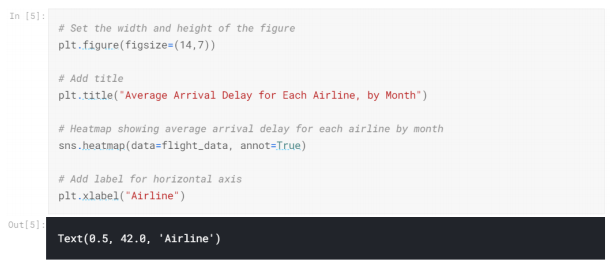 In [5]:
# Set the width and height of the figure
plt.figure(figsize=(14,7))
# Add title
plt.title("Average Arrival Delay for Each Airline, by Month")
# Heatmap showing average arrival delay for each airline by month
sns.heatmap(data=flight_data, annot=True)
# Add label for horizontal axis
plt.xlabel("Airline")
Out[5]:
Text(0.5, 42.0, 'Airline')